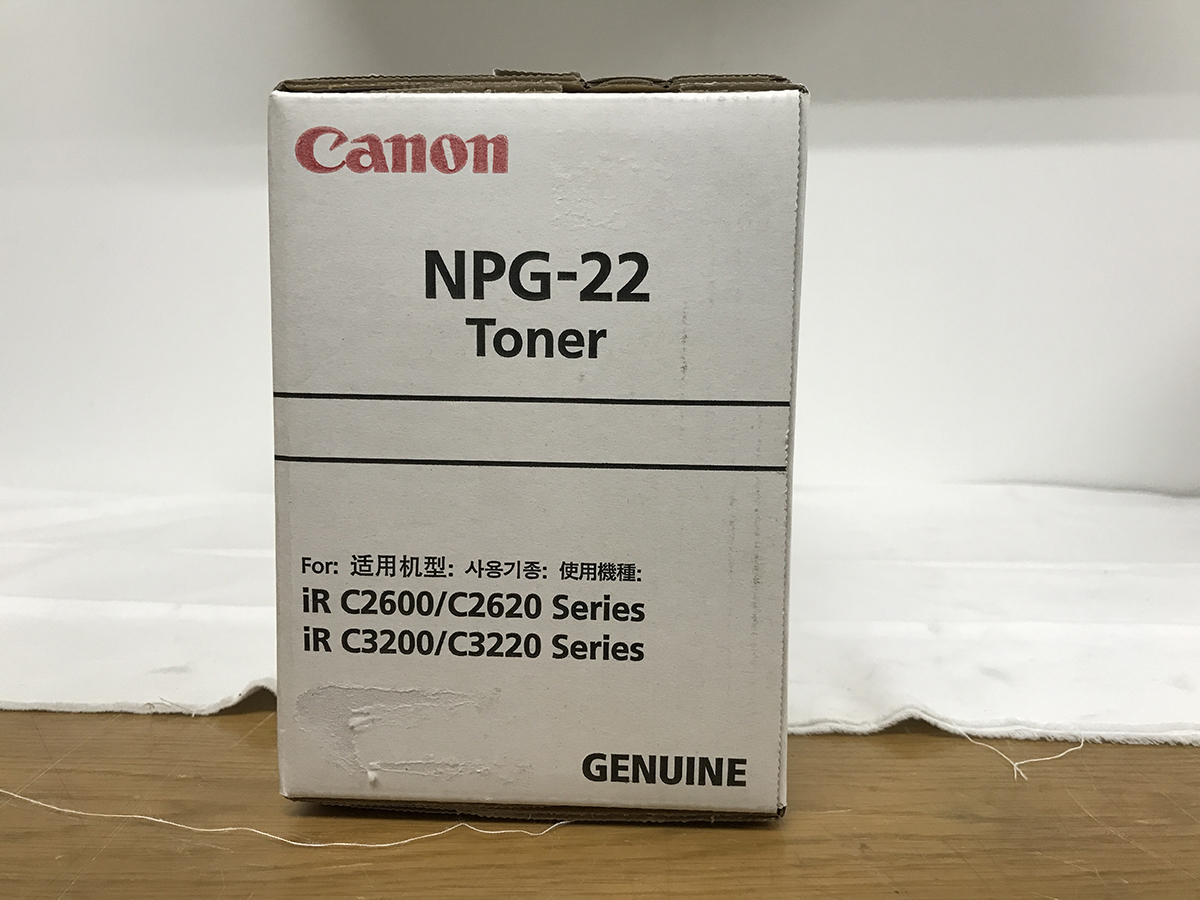 Canon
NPG-22
Toner
For: 适用机型: 사용기종: 使用機種:
iR C2600/C2620 Series
iR C3200/C3220 Series
GENUINE